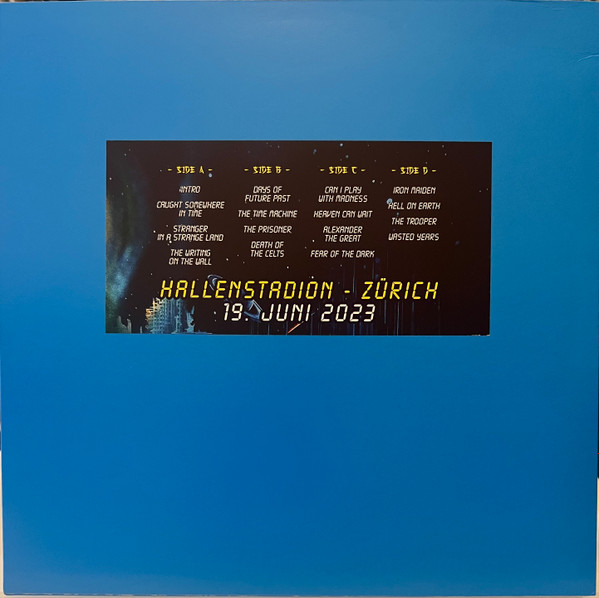 - SIDE A -
INTRO
CAUGHT SOMEWHERE
IN TIME
STRANGER
IN A STRANGE LAND
THE WRITING
ON THE WALL
- SIDE B -
DAYS OF
FUTURE PAST
THE TIME MACHINE
THE PRISONER
DEATH OF
THE CELTS
- SIDE C -
CAN I PLAY
WITH MADNESS
HEAVEN CAN WAIT
ALEXANDER
THE GREAT
FEAR OF THE DARK
- SIDE D -
IRON MAIDEN
HELL ON EARTH
THE TROOPER
WASTED YEARS
HALLENSTADION - ZÜRICH
19. JUNI 2023